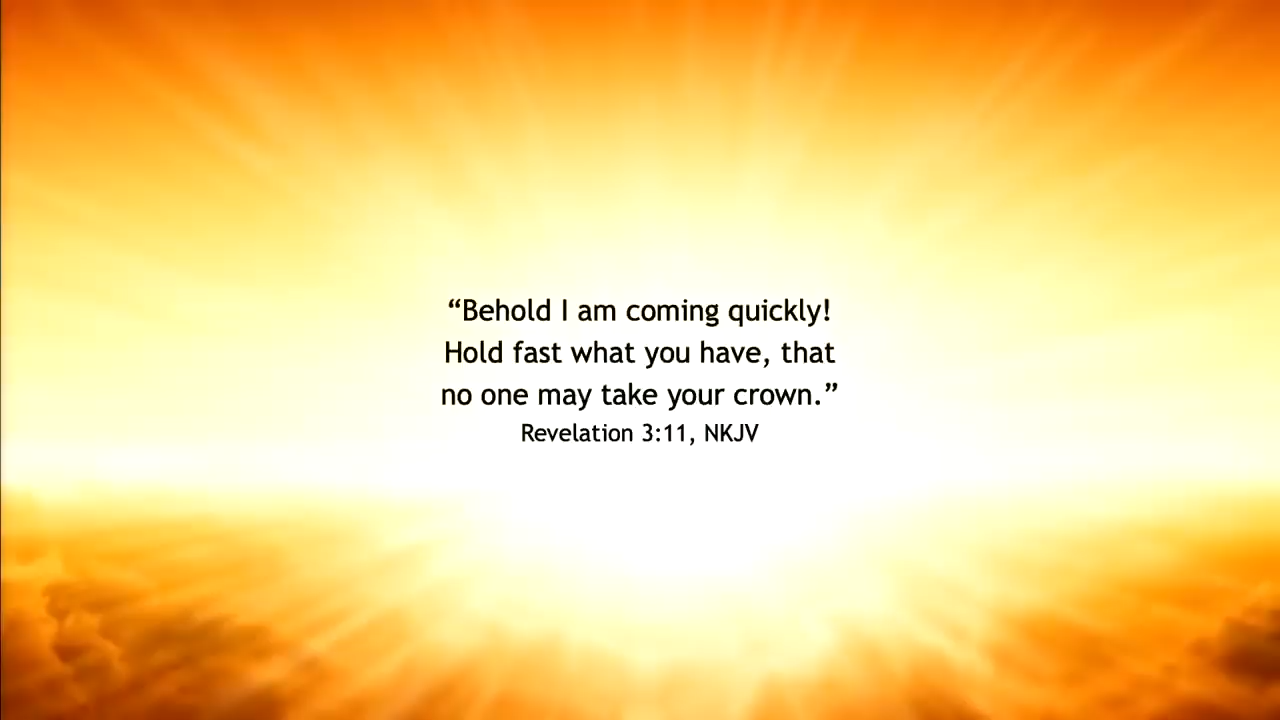 “Behold I am coming quickly!
Hold fast what you have, that
no one may take your crown.”
Revelation 3:11, NKJV